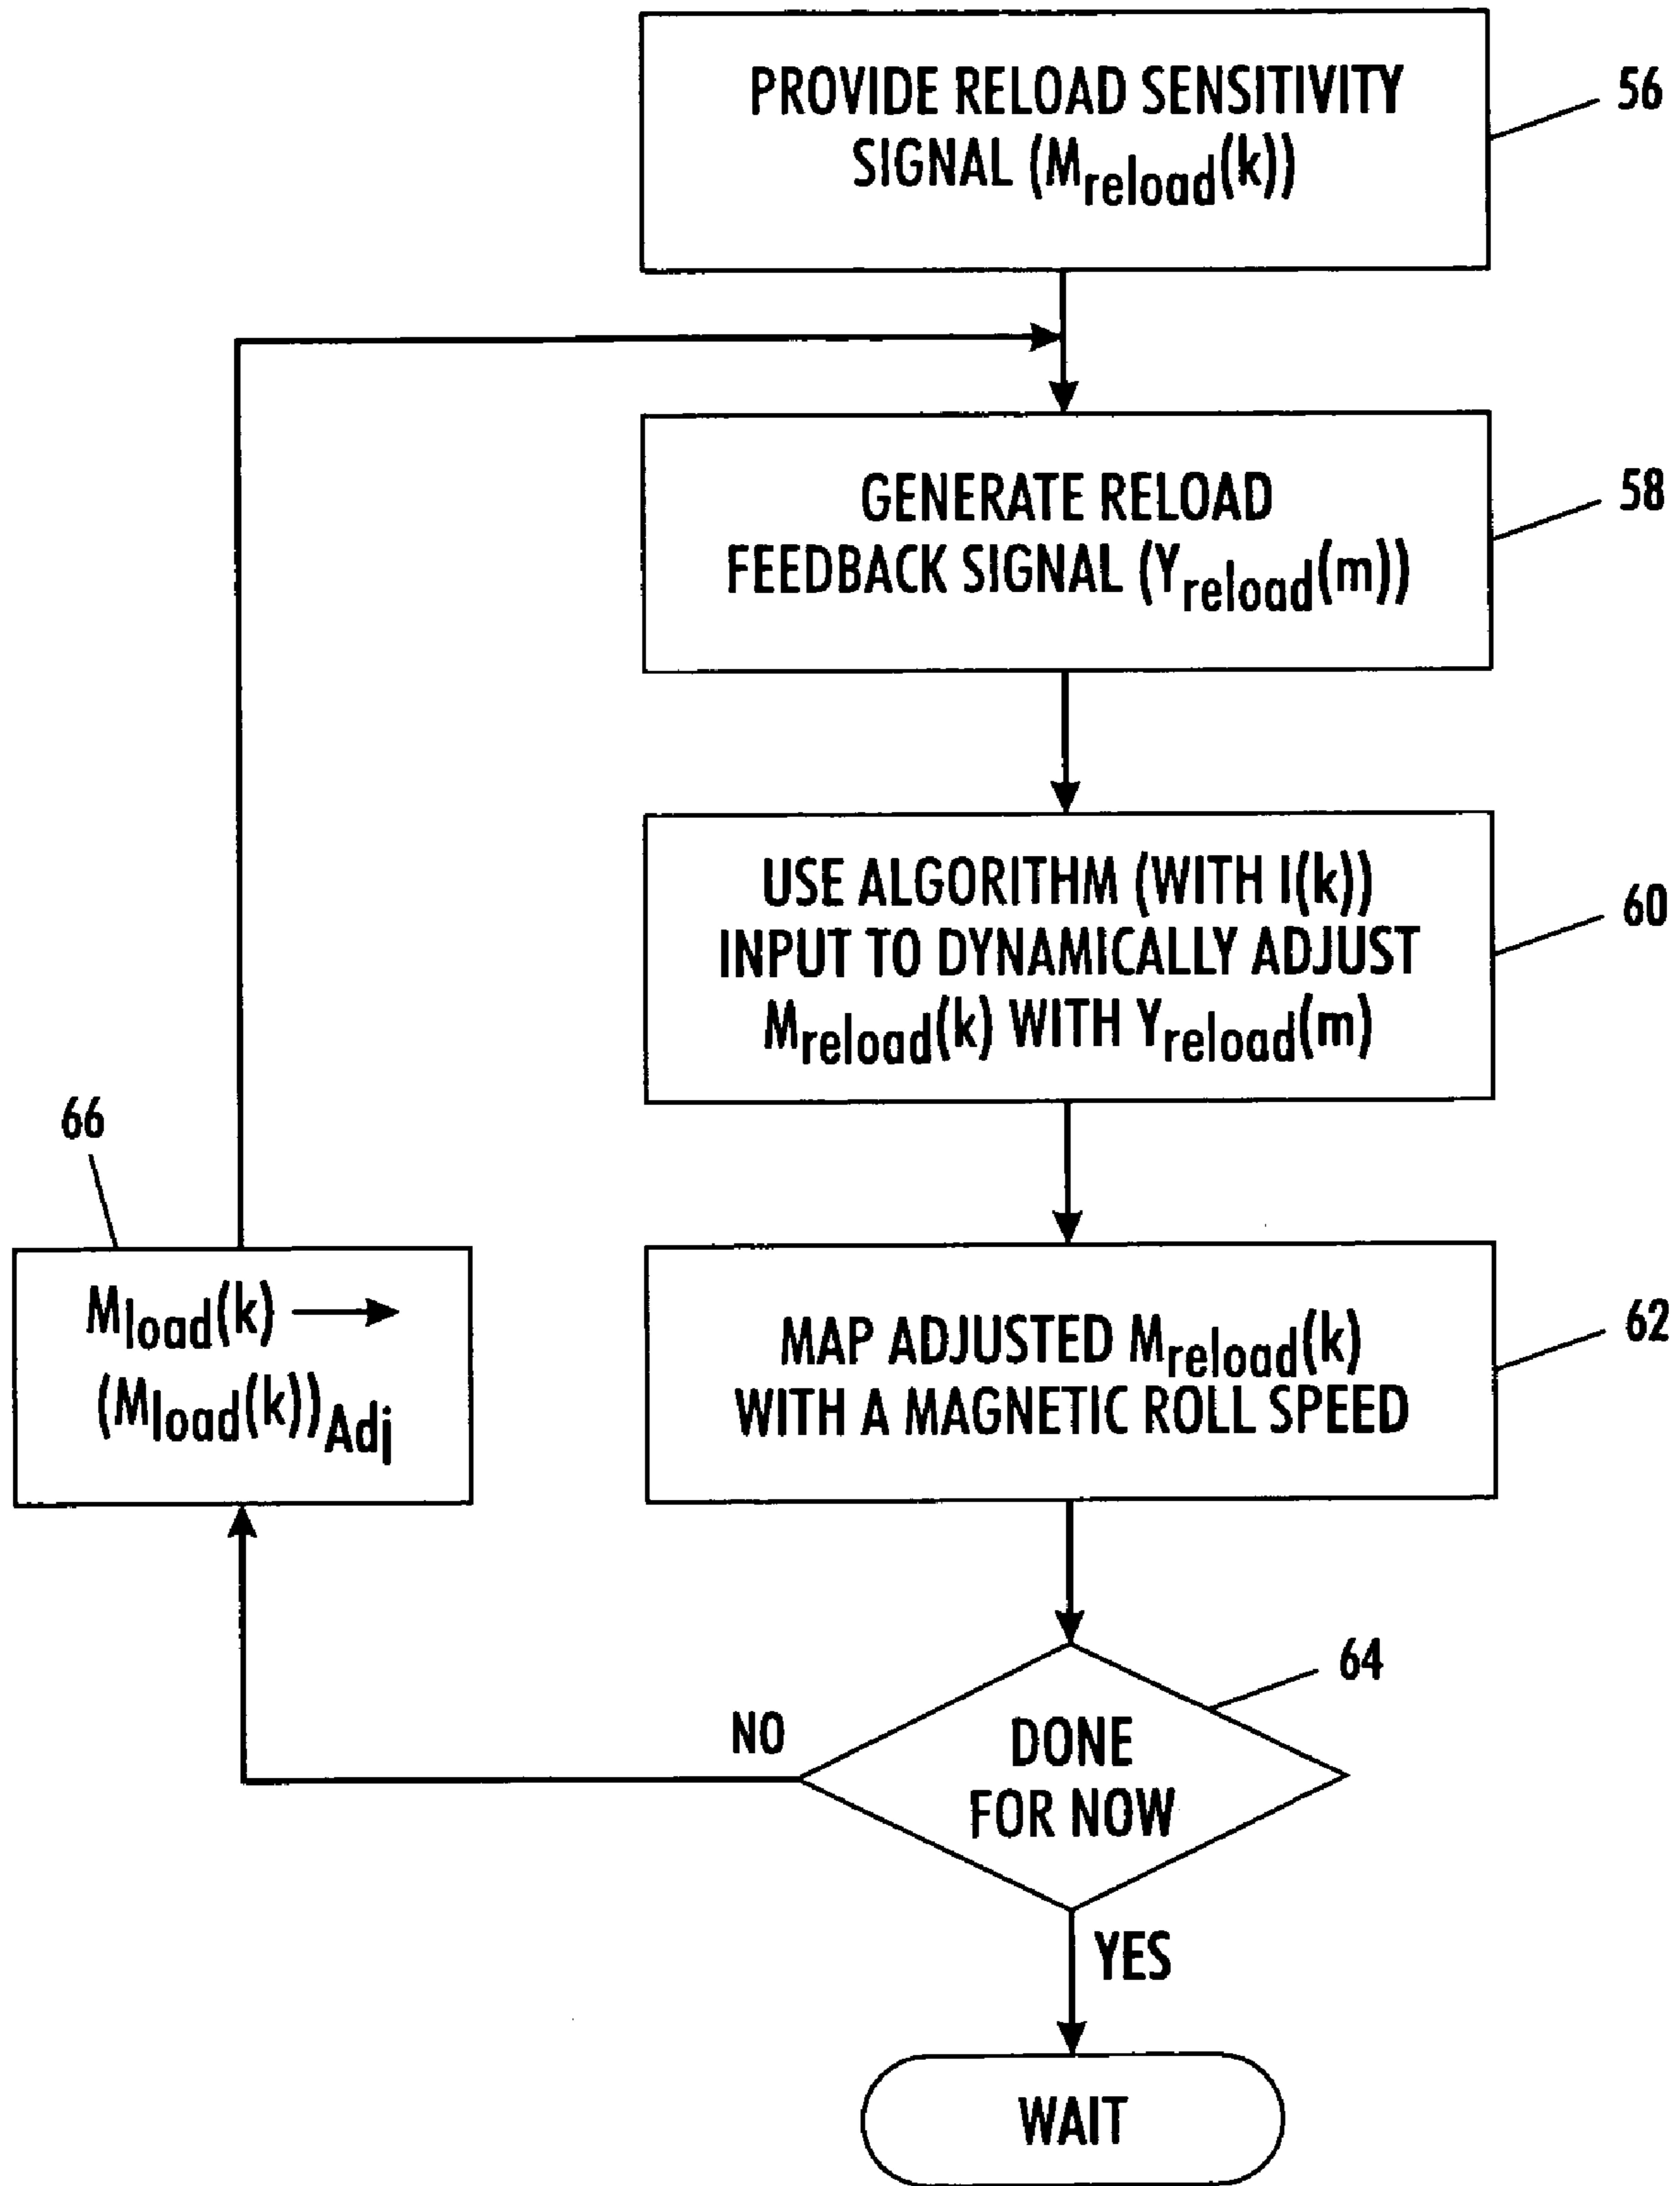 PROVIDE RELOAD SENSITIVITY
SIGNAL (Mreload(k))
56
GENERATE RELOAD
FEEDBACK SIGNAL (Yreload(m))
58
USE ALGORITHM (WITH I(k))
INPUT TO DYNAMICALLY ADJUST
Mreload(k) WITH Yreload(m)
60
66
Mload(k) →
(Mload(k))Adj
MAP ADJUSTED Mreload(k)
WITH A MAGNETIC ROLL SPEED
62
64
NO
DONE
FOR NOW
YES
WAIT